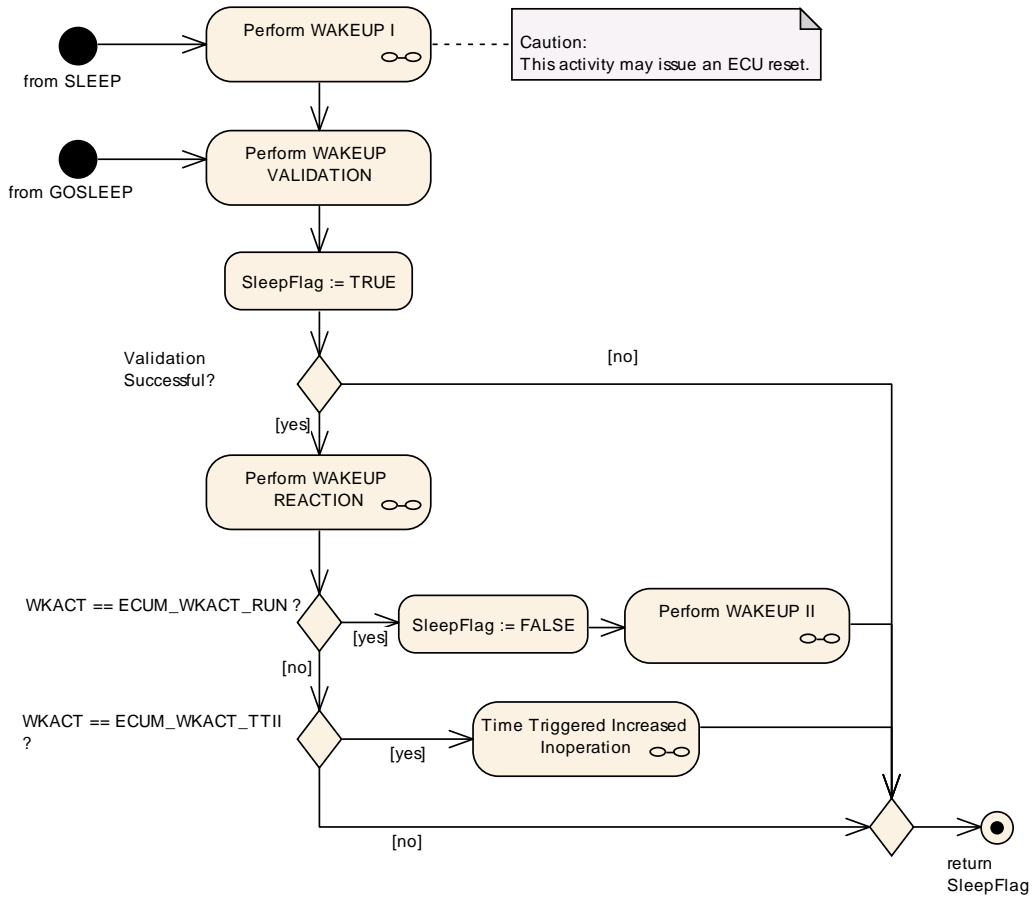 Perform WAKEUP I
Caution:
This activity may issue an ECU reset.
from SLEEP
Perform WAKEUP
VALIDATION
from GOSLEEP
SleepFlag := TRUE
Validation
Successful?
[no]
[yes]
Perform WAKEUP
REACTION
WKACT == ECUM_WKACT_RUN ?
[yes]
SleepFlag := FALSE
Perform WAKEUP II
[no]
WKACT == ECUM_WKACT_TTII
?
[yes]
Time Triggered Increased
Inoperation
[no]
return
SleepFlag